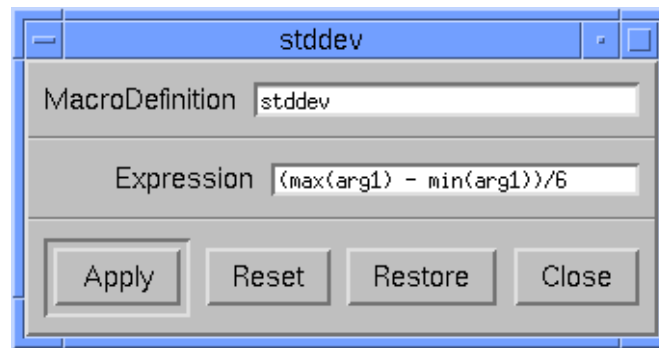 stddev
MacroDefinition stddev
Expression (max(arg1) - min(arg1))/6
Apply Reset Restore Close